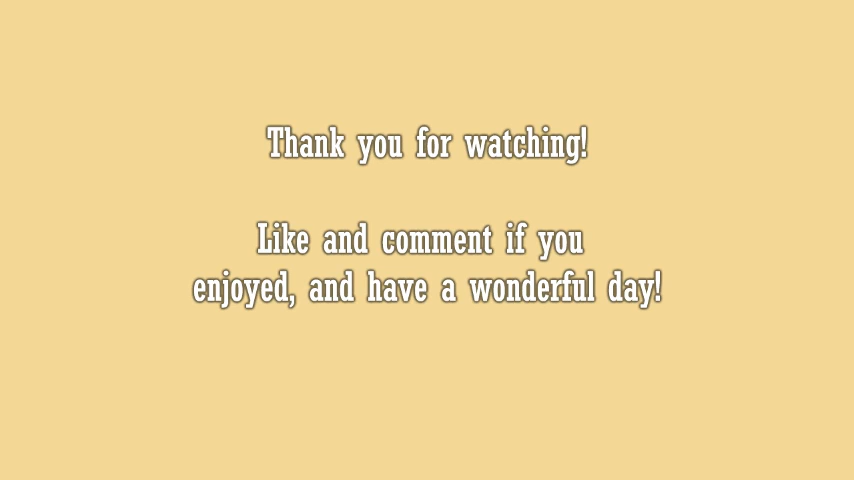 Thank you for watching!
Like and comment if you
enjoyed, and have a wonderful day!